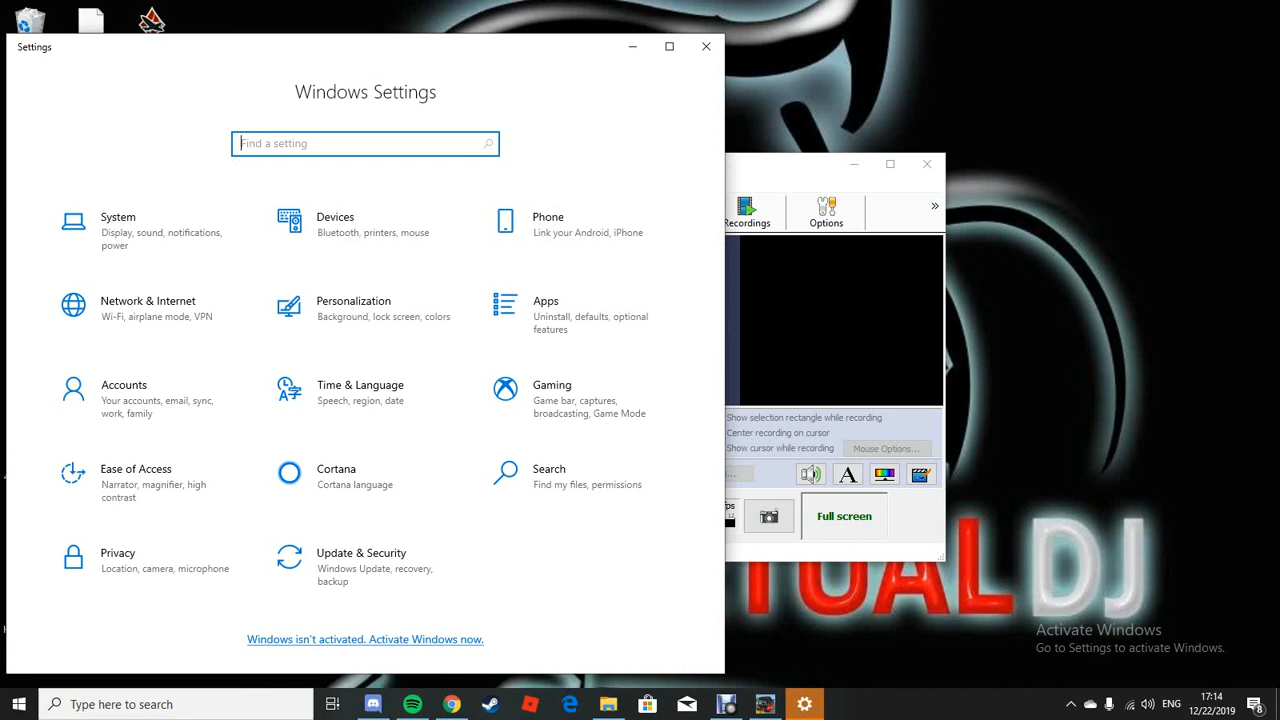 Settings
Windows Settings
Find a setting
System
Display, sound, notifications,
power
Devices
Bluetooth, printers, mouse
Phone
Link your Android, iPhone
Network & Internet
Wi-Fi, airplane mode, VPN
Personalization
Background, lock screen, colors
Apps
Uninstall, defaults, optional
features
Accounts
Your accounts, email, sync,
work, family
Time & Language
Speech, region, date
Gaming
Game bar, captures,
broadcasting, Game Mode
Ease of Access
Narrator, magnifier, high
contrast
Cortana
Cortana language
Search
Find my files, permissions
Privacy
Location, camera, microphone
Update & Security
Windows Update, recovery,
backup
Windows isn't activated. Activate Windows now.
Recordings
Options
Show selection rectangle while recording
Center recording on cursor
Show cursor while recording
Mouse Options...
Full screen
TUAL DJ
Activate Windows
Go to Settings to activate Windows.
Type here to search
ENG
17:14
12/22/2019
8